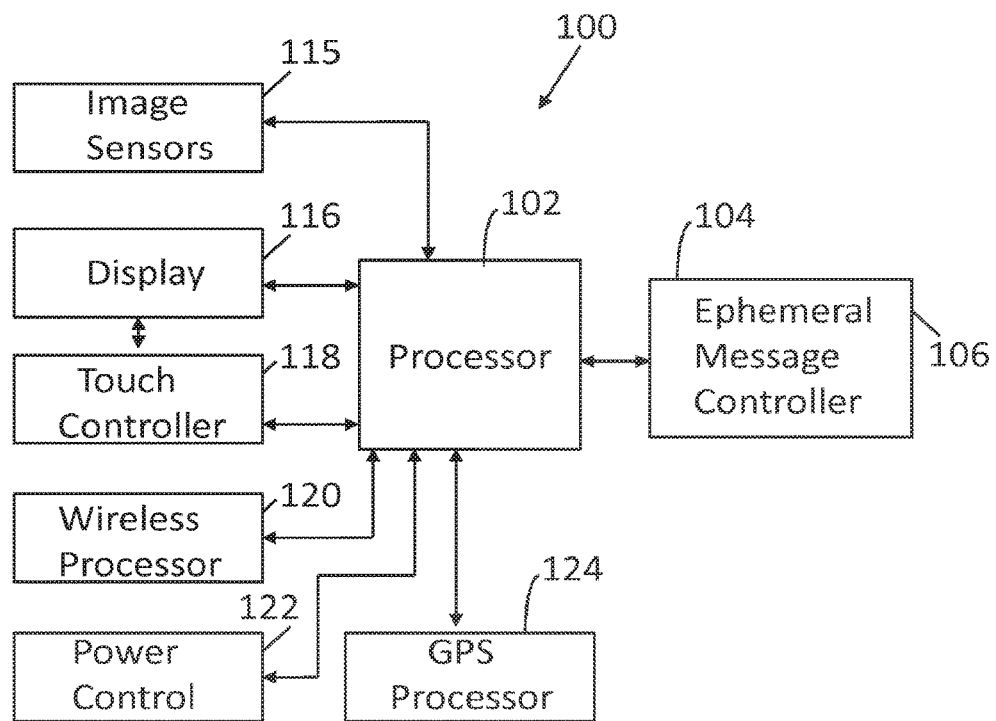 100
115
Image
Sensors
116
Display
118
Touch
Controller
120
Wireless
Processor
122
Power
Control
102
Processor
124
GPS
Processor
104
Ephemeral
Message
Controller
106